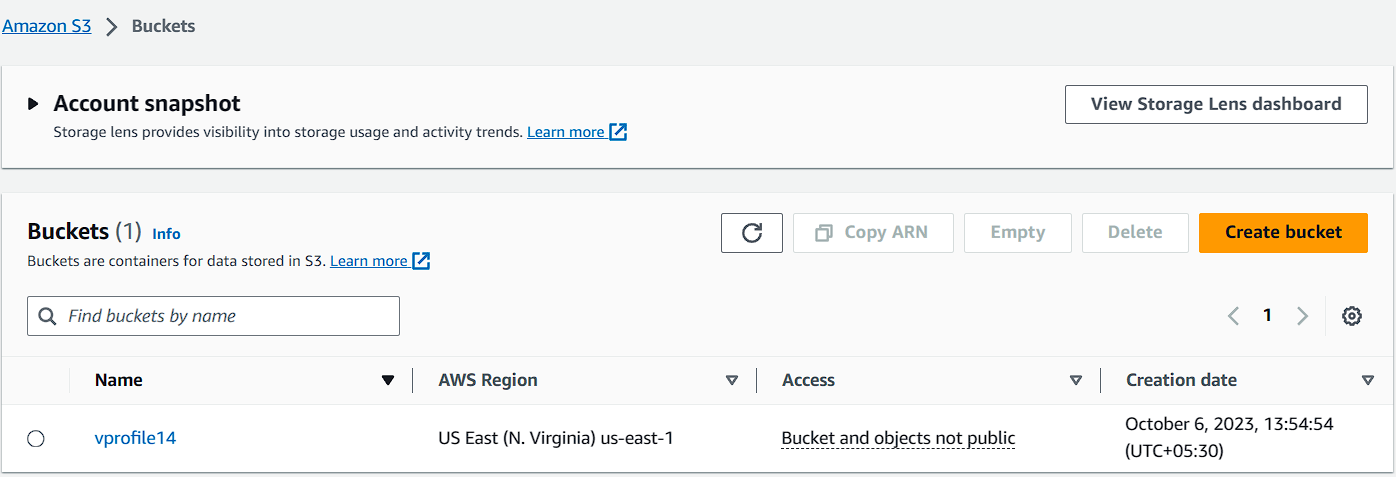 Amazon S3 > Buckets
Account snapshot
View Storage Lens dashboard
Storage lens provides visibility into storage usage and activity trends. Learn more
Buckets (1) Info
Copy ARN
Empty
Delete
Create bucket
Buckets are containers for data stored in S3. Learn more
Find buckets by name
1
Name AWS Region Access Creation date
vprofile14 US East (N. Virginia) us-east-1 Bucket and objects not public October 6, 2023, 13:54:54
(UTC+05:30)